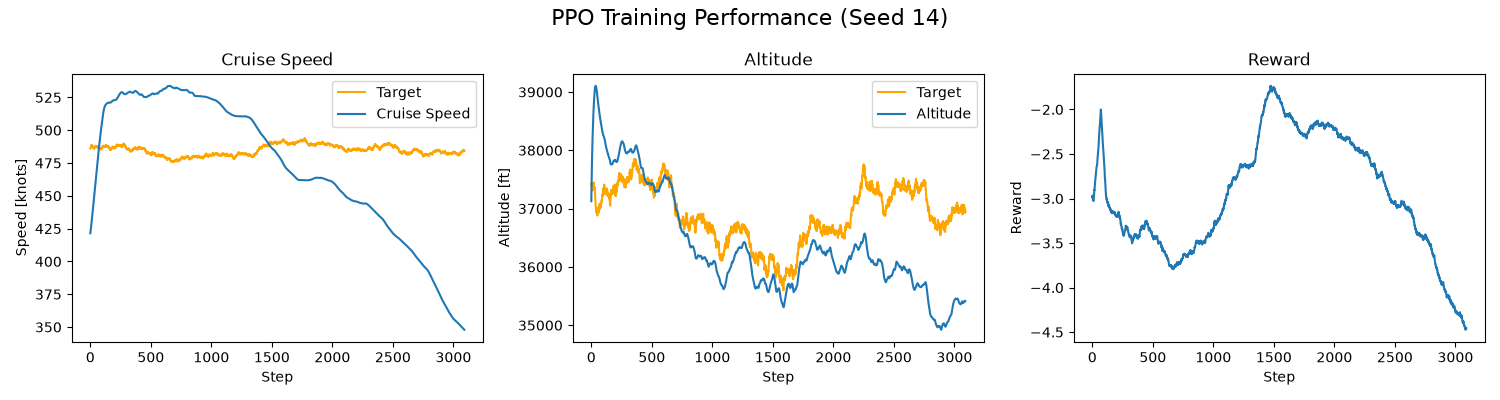 PPO Training Performance (Seed 14)
Cruise Speed
Speed [knots]
525
500
475
450
425
400
375
350
Target
Cruise Speed
0 500 1000 1500 2000 2500 3000
Step
Altitude
Altitude [ft]
39000
38000
37000
36000
35000
Target
Altitude
0 500 1000 1500 2000 2500 3000
Step
Reward
Reward
−2.0
−2.5
−3.0
−3.5
−4.0
−4.5
0 500 1000 1500 2000 2500 3000
Step